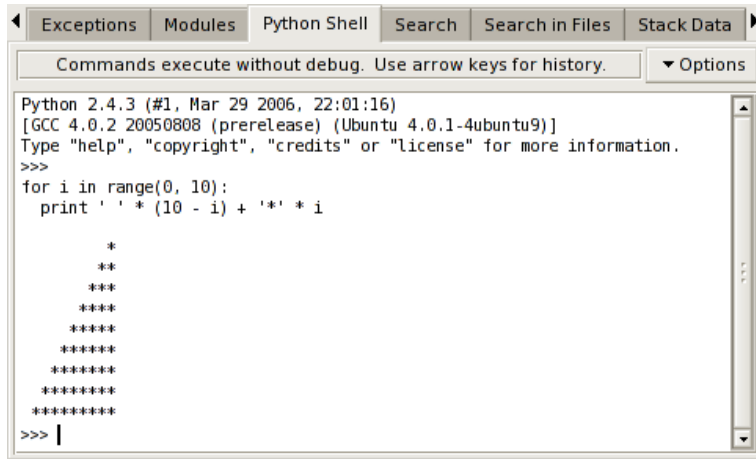 Exceptions Modules Python Shell Search Search in Files Stack Data
Commands execute without debug. Use arrow keys for history. Options
Python 2.4.3 (#1, Mar 29 2006, 22:01:16)
[GCC 4.0.2 20050808 (prerelease) (Ubuntu 4.0.1-4ubuntu9)]
Type "help", "copyright", "credits" or "license" for more information.
>>>
for i in range(0, 10):
  print ' ' * (10 - i) + '*' * i

         *
        **
       ***
      ****
     *****
    ******
   *******
  ********
 *********
>>>